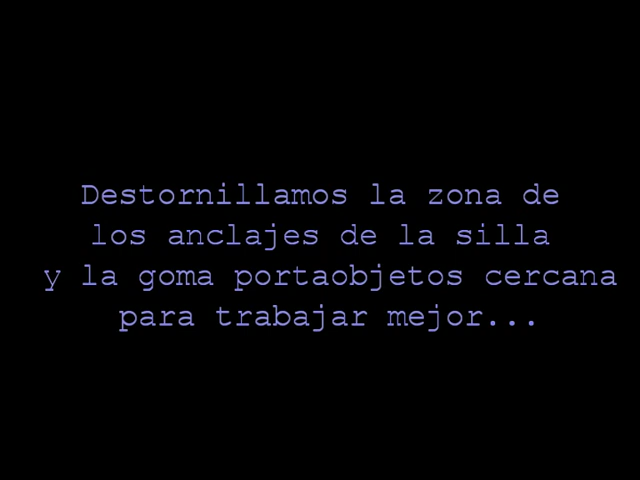 Destornillamos la zona de
los anclajes de la silla
y la goma portaobjetos cercana
para trabajar mejor...